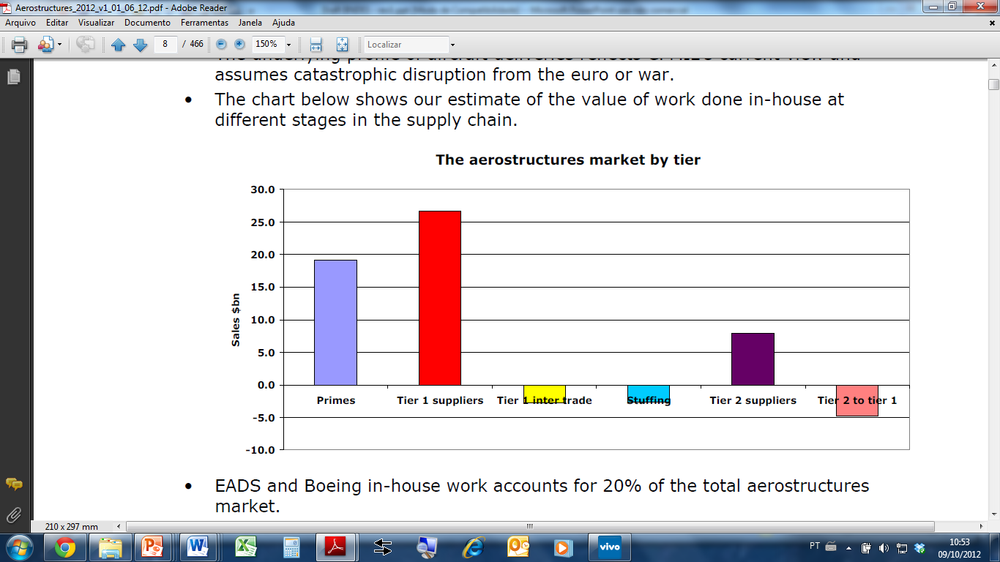 Aerostructures_2012_v1_01_06_12.pdf - Adobe Reader
Arquivo Editar Visualizar Documento Ferramentas Janela Ajuda
8 / 466 150% Localizar
assumes catastrophic disruption from the euro or war.
• The chart below shows our estimate of the value of work done in-house at
different stages in the supply chain.
The aerostructures market by tier
30.0
25.0
20.0
15.0
10.0
5.0
0.0
-5.0
-10.0
Sales $bn
Primes Tier 1 suppliers Tier 1 inter trade Stuffing Tier 2 suppliers Tier 2 to tier 1
• EADS and Boeing in-house work accounts for 20% of the total aerostructures
market.
210 x 297 mm
vivo
PT
10:53
09/10/2012